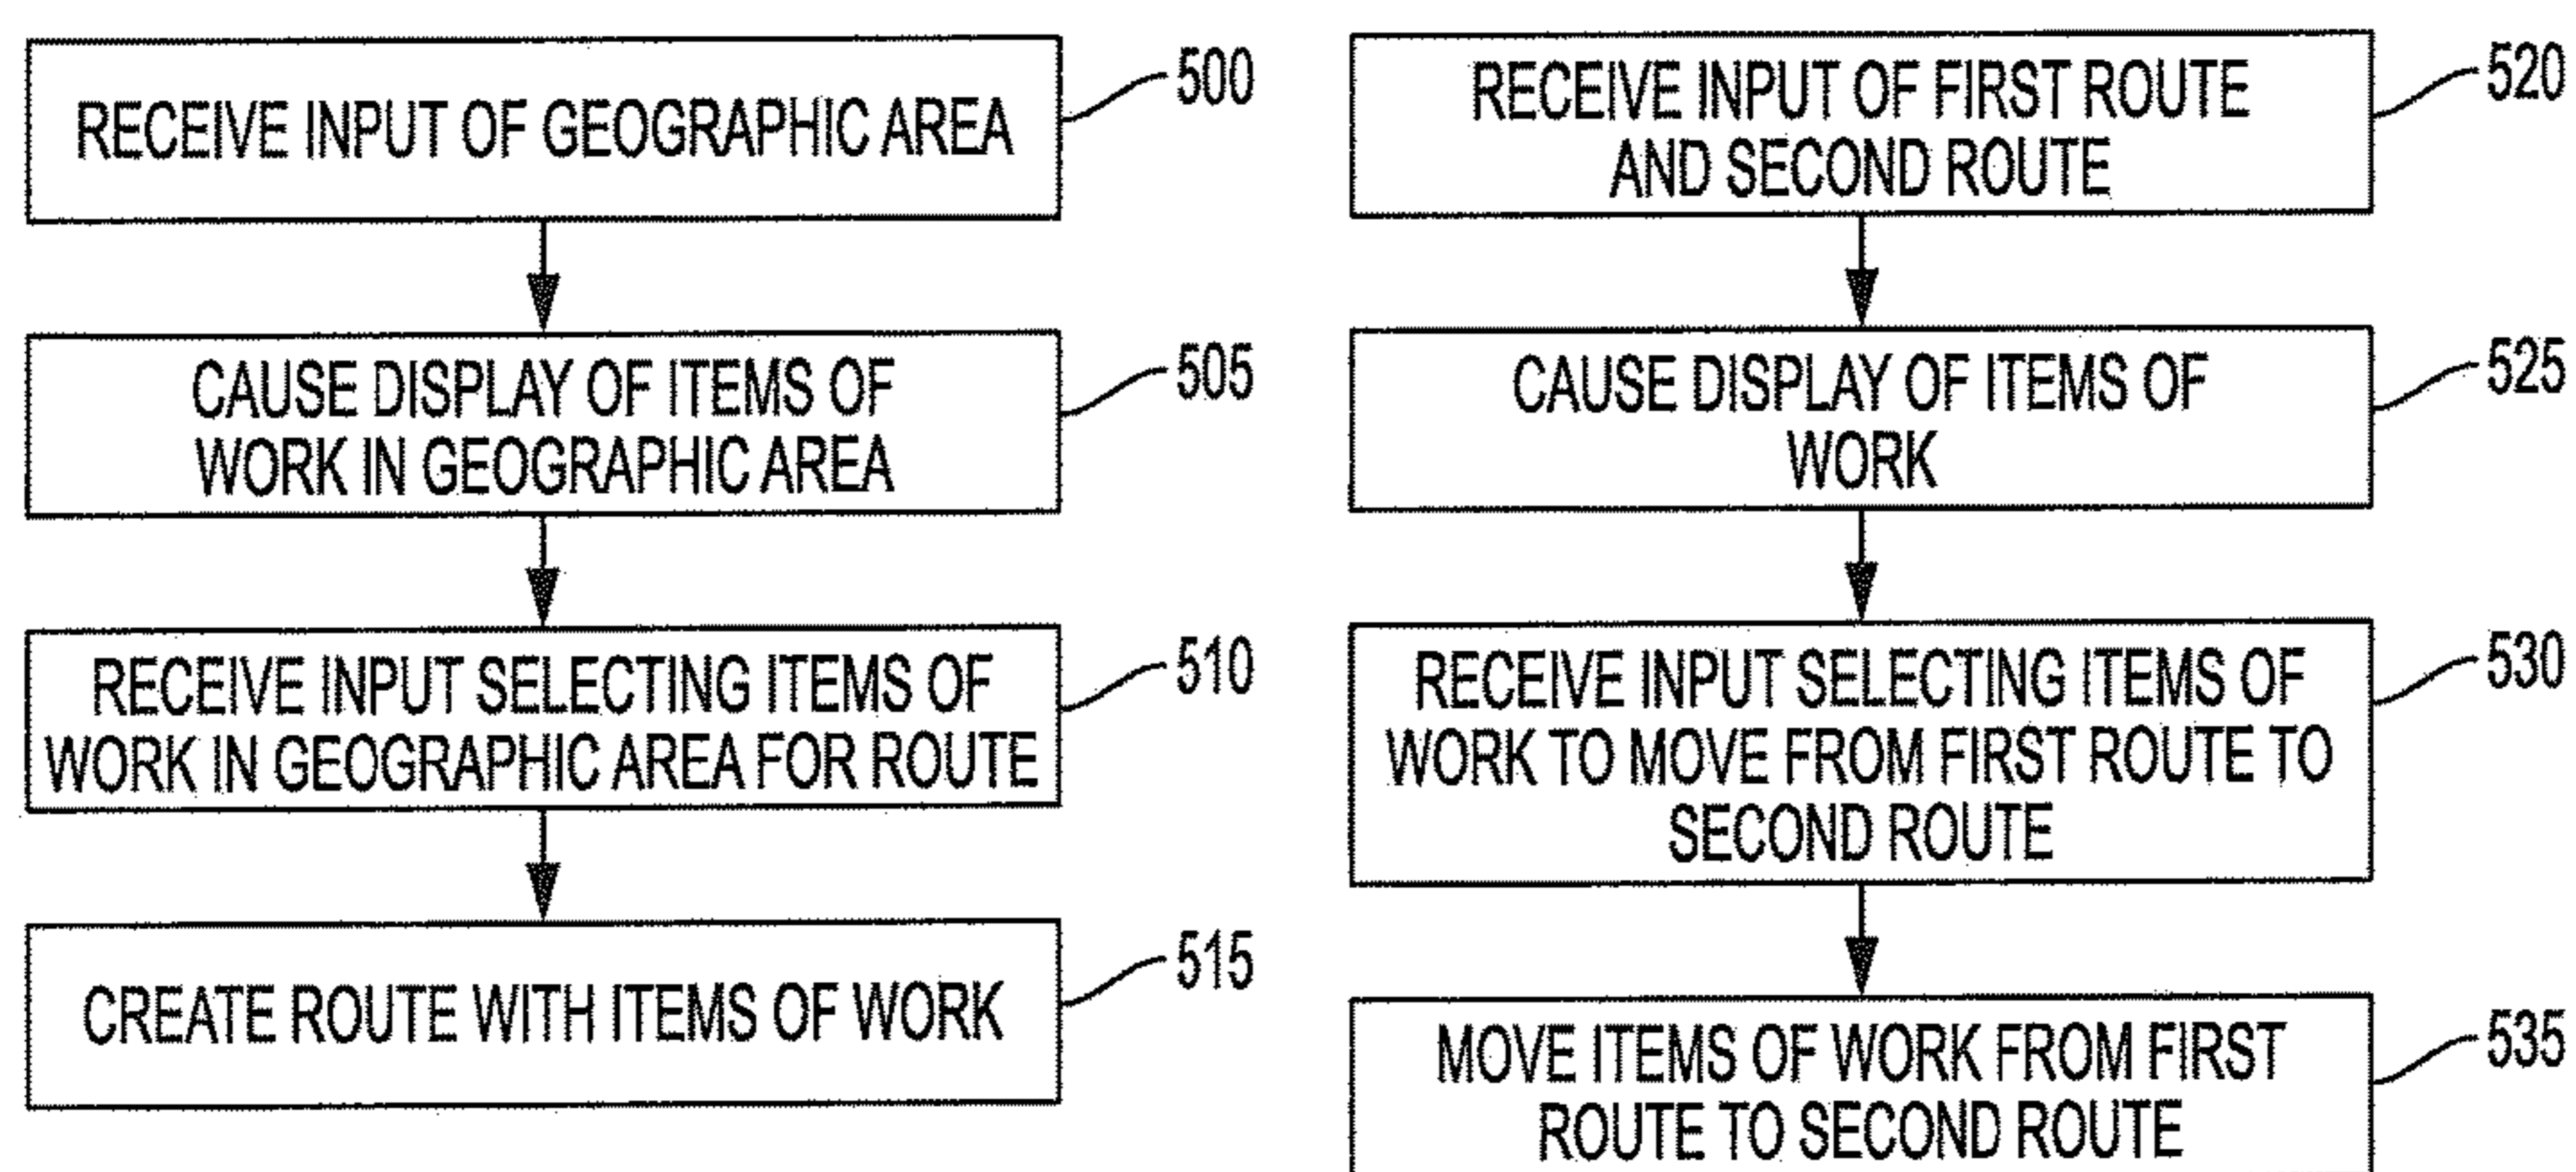 RECEIVE INPUT OF GEOGRAPHIC AREA
500
CAUSE DISPLAY OF ITEMS OF
WORK IN GEOGRAPHIC AREA
505
RECEIVE INPUT SELECTING ITEMS OF
WORK IN GEOGRAPHIC AREA FOR ROUTE
510
CREATE ROUTE WITH ITEMS OF WORK
515
RECEIVE INPUT OF FIRST ROUTE
AND SECOND ROUTE
520
CAUSE DISPLAY OF ITEMS OF
WORK
525
RECEIVE INPUT SELECTING ITEMS OF
WORK TO MOVE FROM FIRST ROUTE TO
SECOND ROUTE
530
MOVE ITEMS OF WORK FROM FIRST
ROUTE TO SECOND ROUTE
535